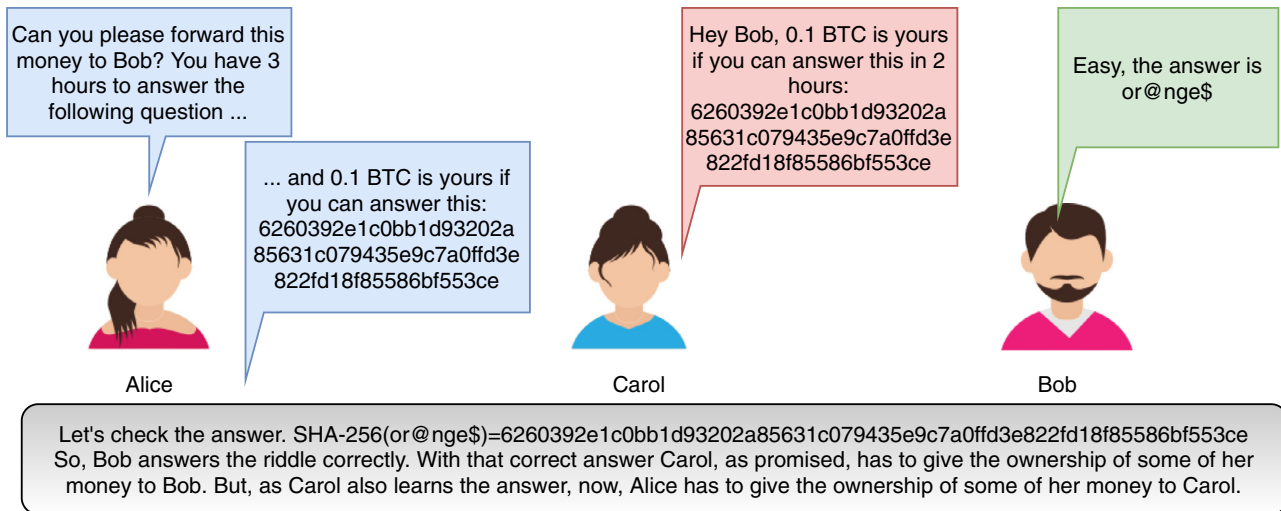 Can you please forward this
money to Bob? You have 3
hours to answer the
following question ...
... and 0.1 BTC is yours if
you can answer this:
6260392e1c0bb1d93202a
85631c079435e9c7a0ffd3e
822fd18f85586bf553ce
Hey Bob, 0.1 BTC is yours
if you can answer this in 2
hours:
6260392e1c0bb1d93202a
85631c079435e9c7a0ffd3e
822fd18f85586bf553ce
Easy, the answer is
or@nge$
Alice
Carol
Bob
Let's check the answer. SHA-256(or@nge$)=6260392e1c0bb1d93202a85631c079435e9c7a0ffd3e822fd18f85586bf553ce
So, Bob answers the riddle correctly. With that correct answer Carol, as promised, has to give the ownership of some of her
money to Bob. But, as Carol also learns the answer, now, Alice has to give the ownership of some of her money to Carol.